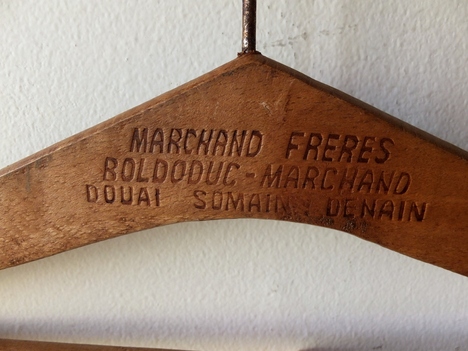 MARCHAND FRERES
BOLDODUC-MARCHAND
DOUAI SOMAIN DENAIN